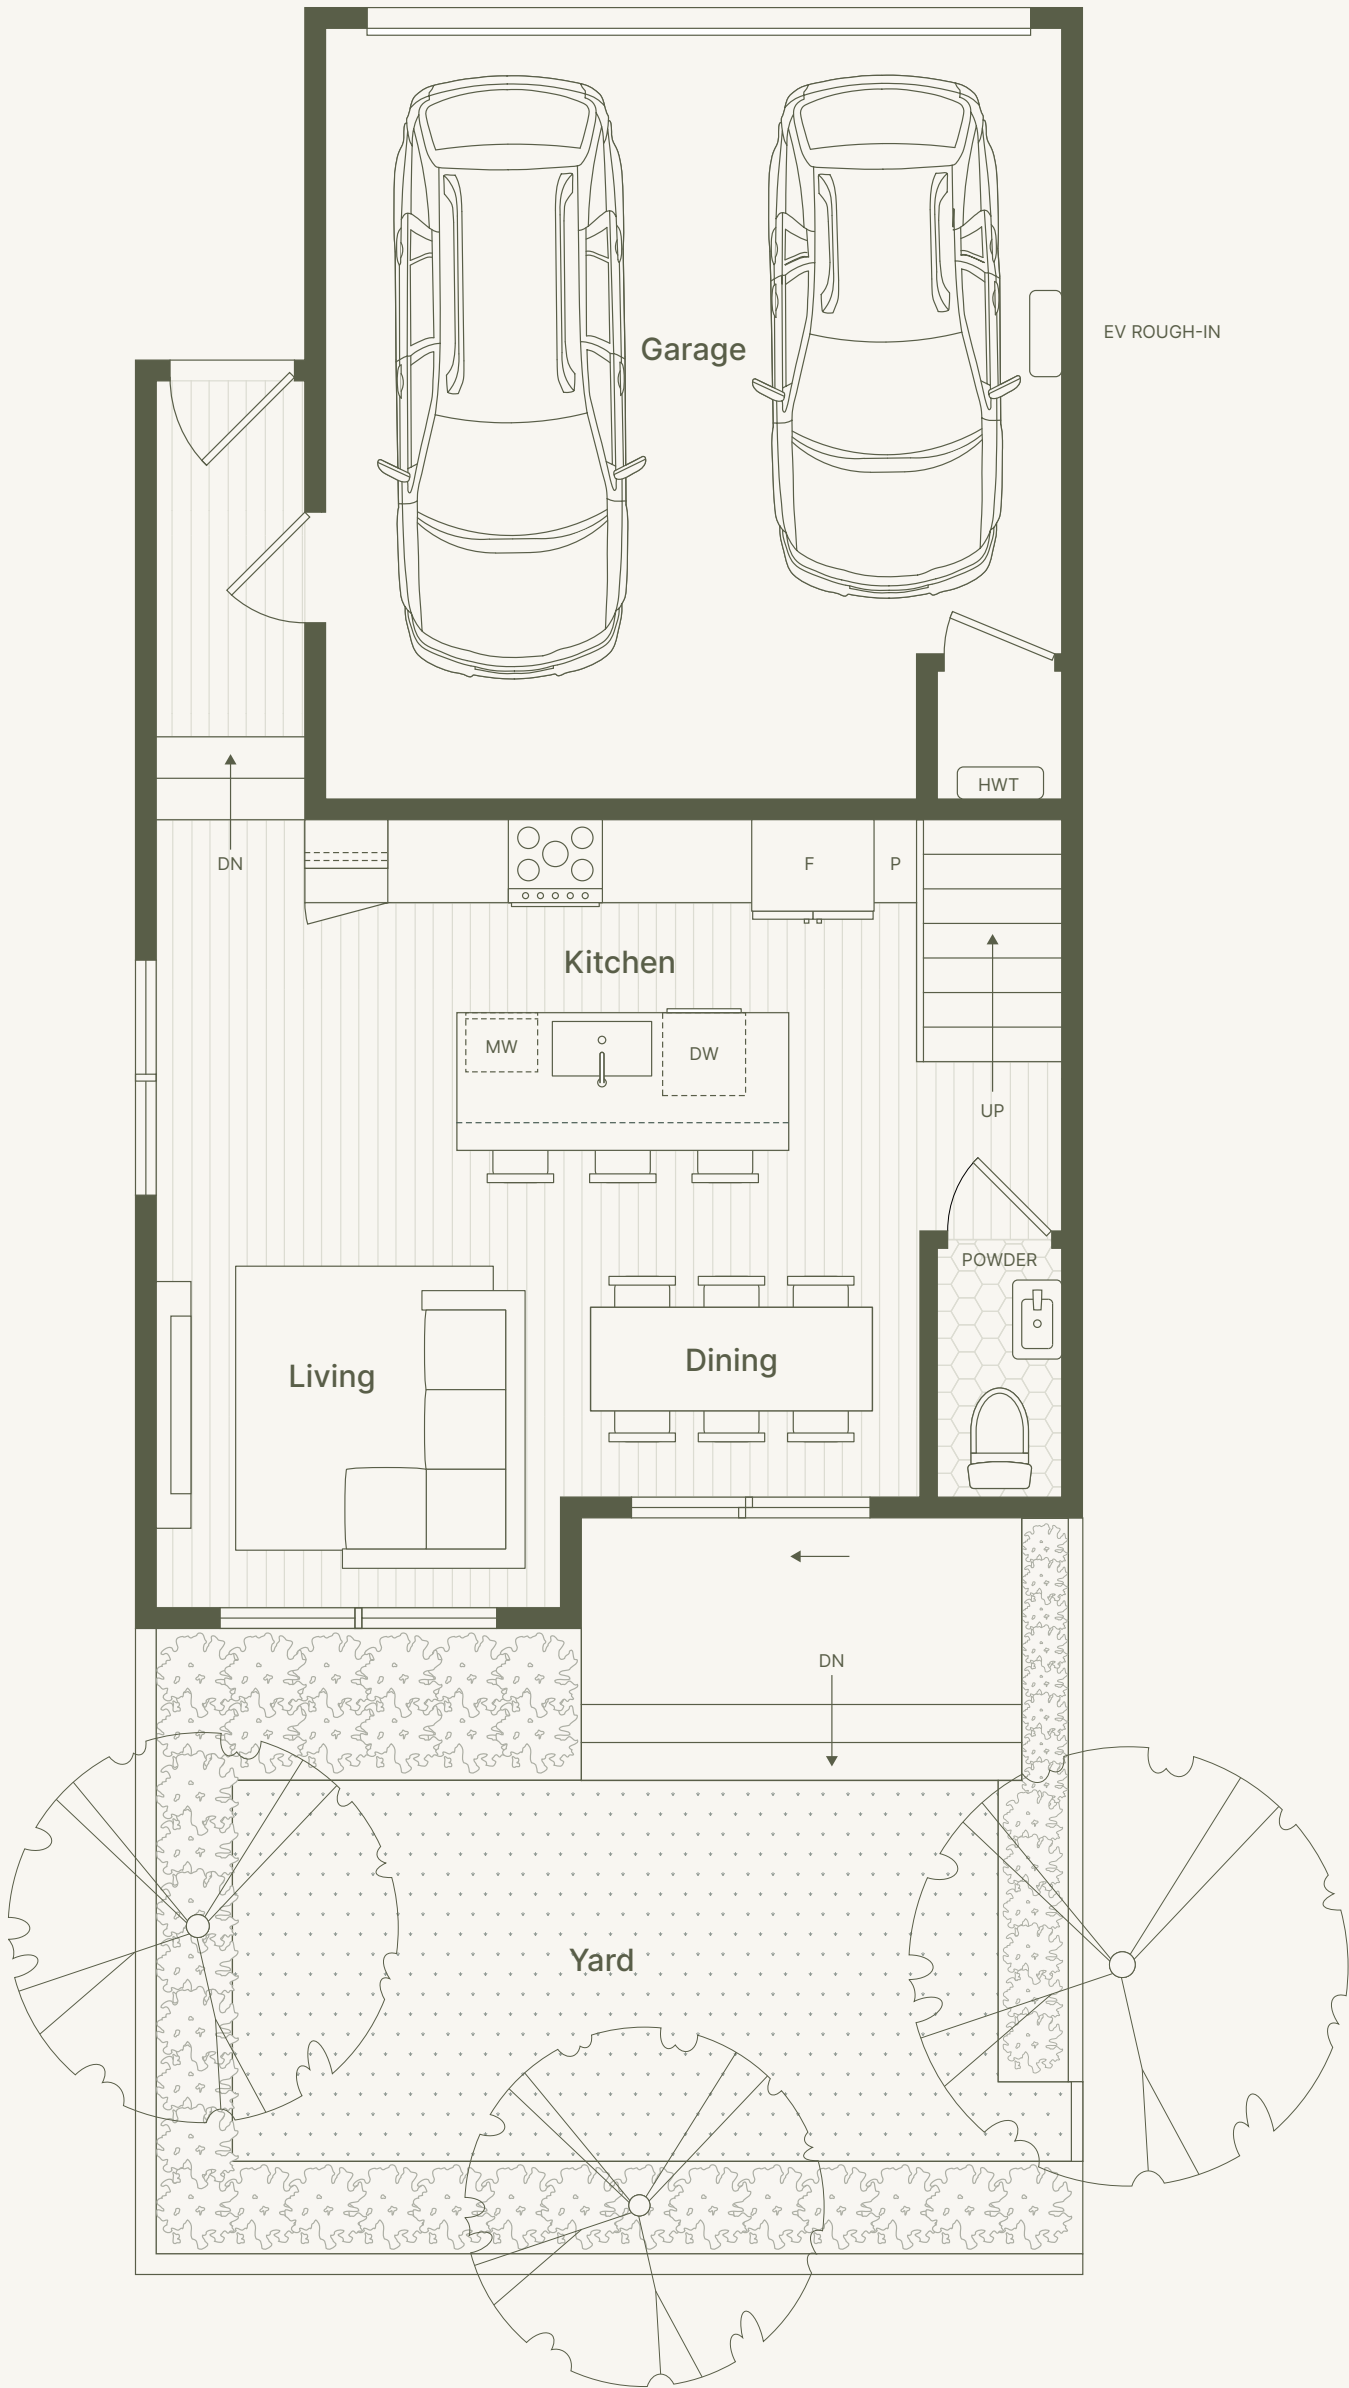 Garage
EV ROUGH-IN
HWT
DN
F
P
Kitchen
MW
DW
UP
POWDER
Living
Dining
DN
Yard